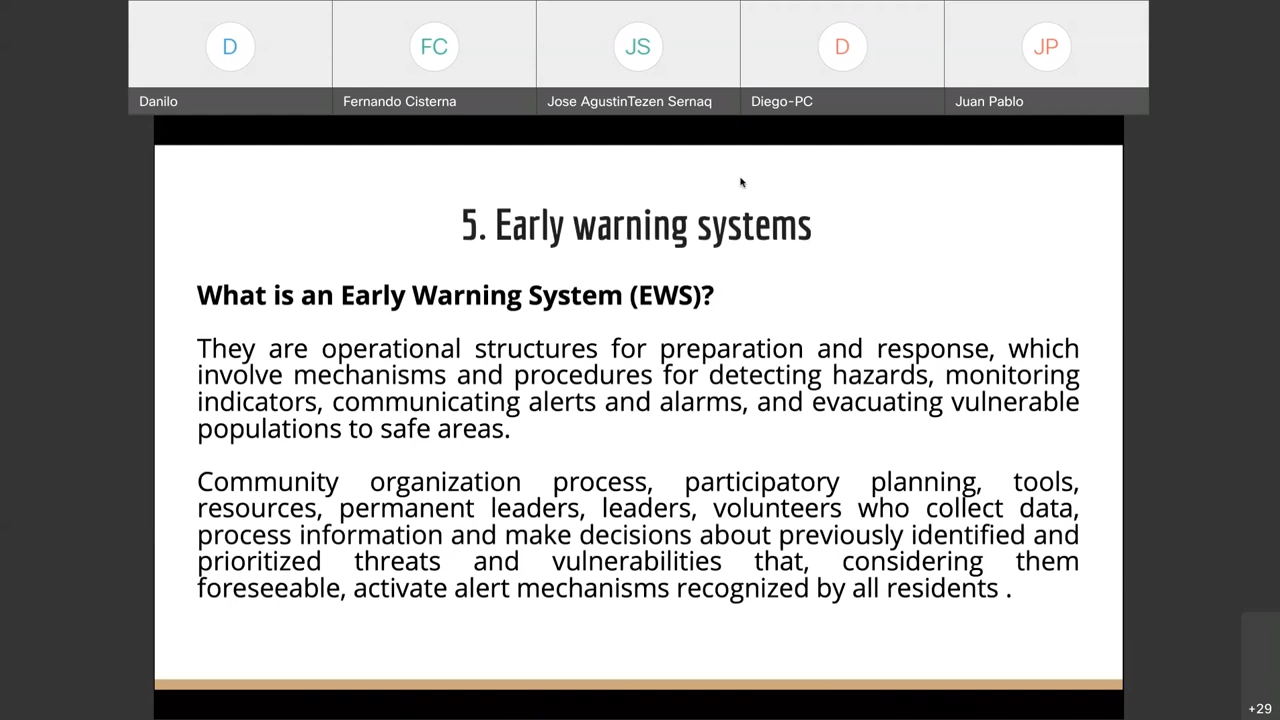 D FC JS D JP
Danilo Fernando Cisterna Jose AgustinTezen Sernaq Diego-PC Juan Pablo
5. Early warning systems
What is an Early Warning System (EWS)?
They are operational structures for preparation and response, which
involve mechanisms and procedures for detecting hazards, monitoring
indicators, communicating alerts and alarms, and evacuating vulnerable
populations to safe areas.
Community organization process, participatory planning, tools,
resources, permanent leaders, leaders, volunteers who collect data,
process information and make decisions about previously identified and
prioritized threats and vulnerabilities that, considering them
foreseeable, activate alert mechanisms recognized by all residents .
+29